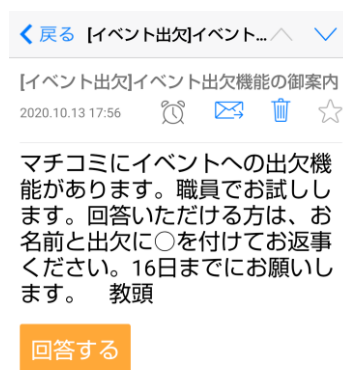 戻る [イベント出欠]イベント...
[イベント出欠]イベント出欠機能の御案内
2020.10.13 17:56
マチコミにイベントへの出欠機
能があります。職員でお試しし
ます。回答いただける方は、お
名前と出欠に○を付けてお返事
ください。16日までにお願いし
ます。　教頭
回答する